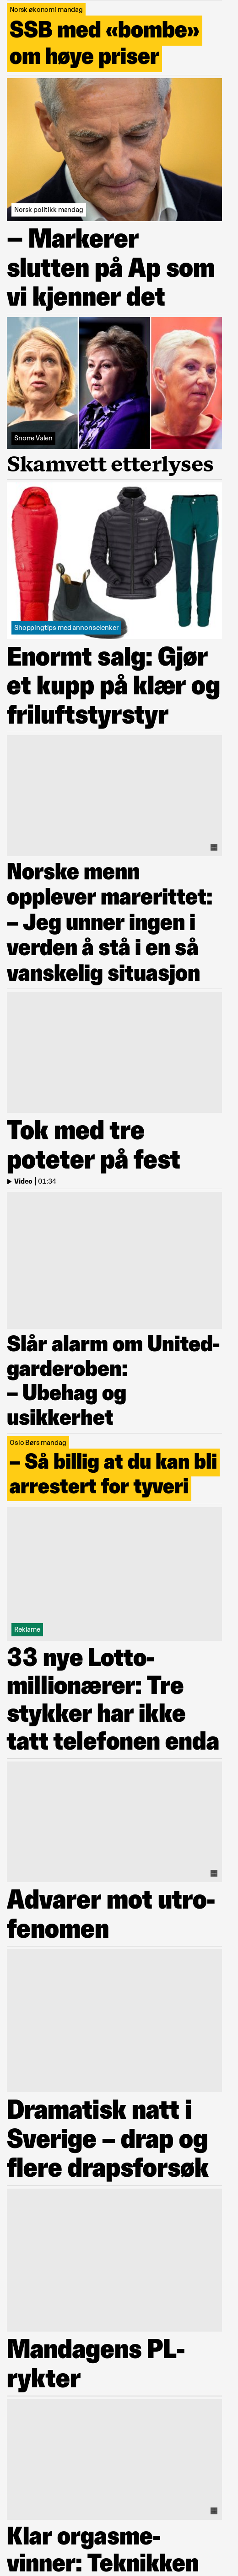 Norsk økonomi mandag
SSB med «bombe»
om høye priser
Norsk politikk mandag
– Markerer
slutten på Ap som
vi kjenner det
Snorre Valen
Skamvett etterlyses
Shoppingtips med annonselenker
Enormt salg: Gjør
et kupp på klær og
friluftstyrstyr
Norske menn
opplever marerittet:
– Jeg unner ingen i
verden å stå i en så
vanskelig situasjon
Tok med tre
poteter på fest
Video | 01:34
Slår alarm om United-
garderoben:
– Ubehag og
usikkerhet
Oslo Børs mandag
– Så billig at du kan bli
arrestert for tyveri
Reklame
33 nye Lotto-
millionærer: Tre
stykker har ikke
tatt telefonen enda
Advarer mot utro-
fenomen
Dramatisk natt i
Sverige – drap og
flere drapsforsøk
Mandagens PL-
rykter
Klar orgasme-
vinner: Teknikken